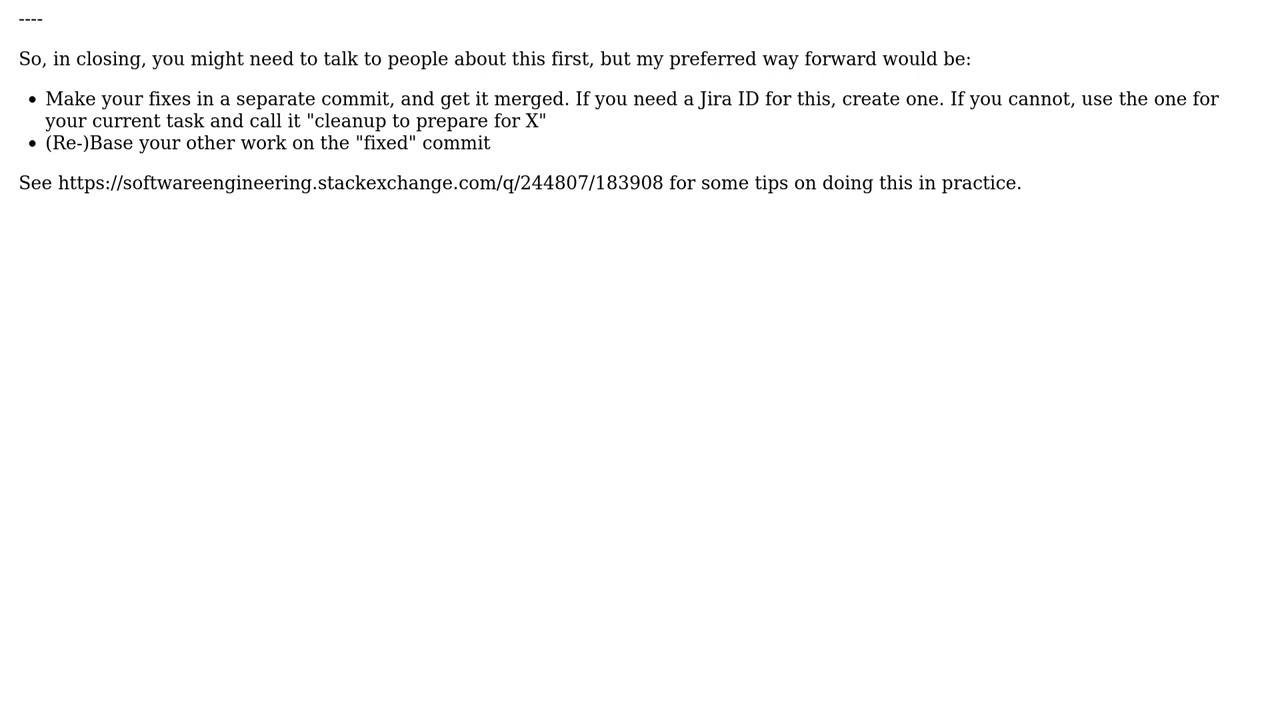 ----
So, in closing, you might need to talk to people about this first, but my preferred way forward would be:
• Make your fixes in a separate commit, and get it merged. If you need a Jira ID for this, create one. If you cannot, use the one for
your current task and call it "cleanup to prepare for X"
• (Re-)Base your other work on the "fixed" commit
See https://softwareengineering.stackexchange.com/q/244807/183908 for some tips on doing this in practice.